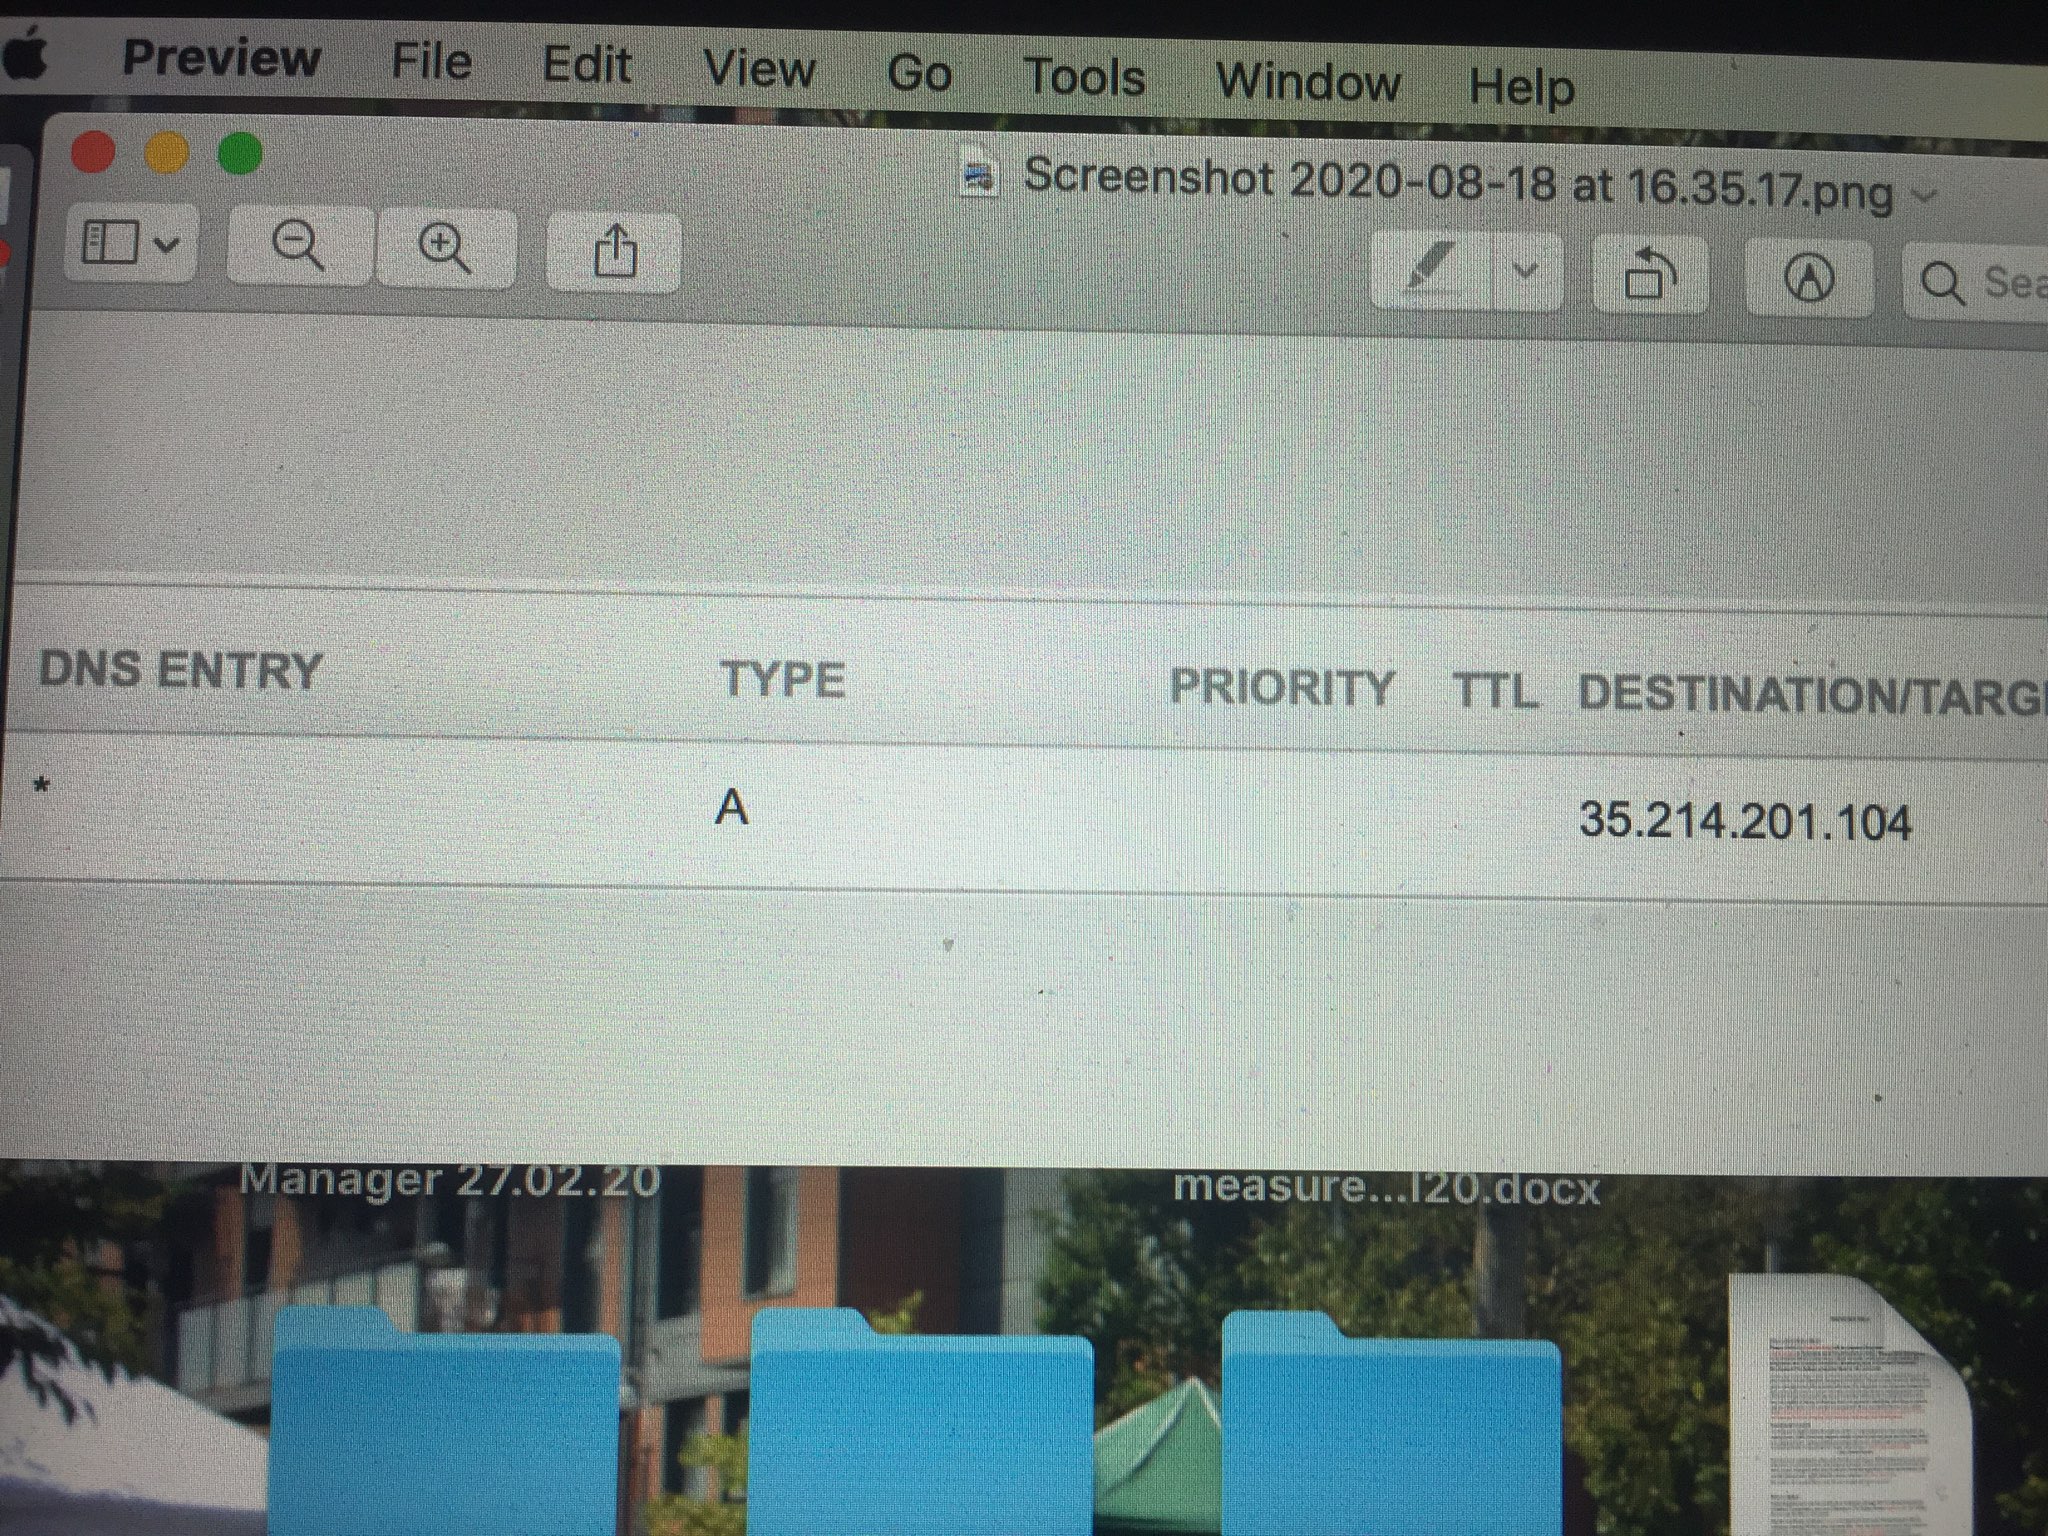 Preview File Edit View Go Tools Window Help
Screenshot 2020-08-18 at 16.35.17.png
Sea
DNS ENTRY TYPE PRIORITY TTL DESTINATION/TARG
* A 35.214.201.104
Manager 27.02.20 measure...l20.docx